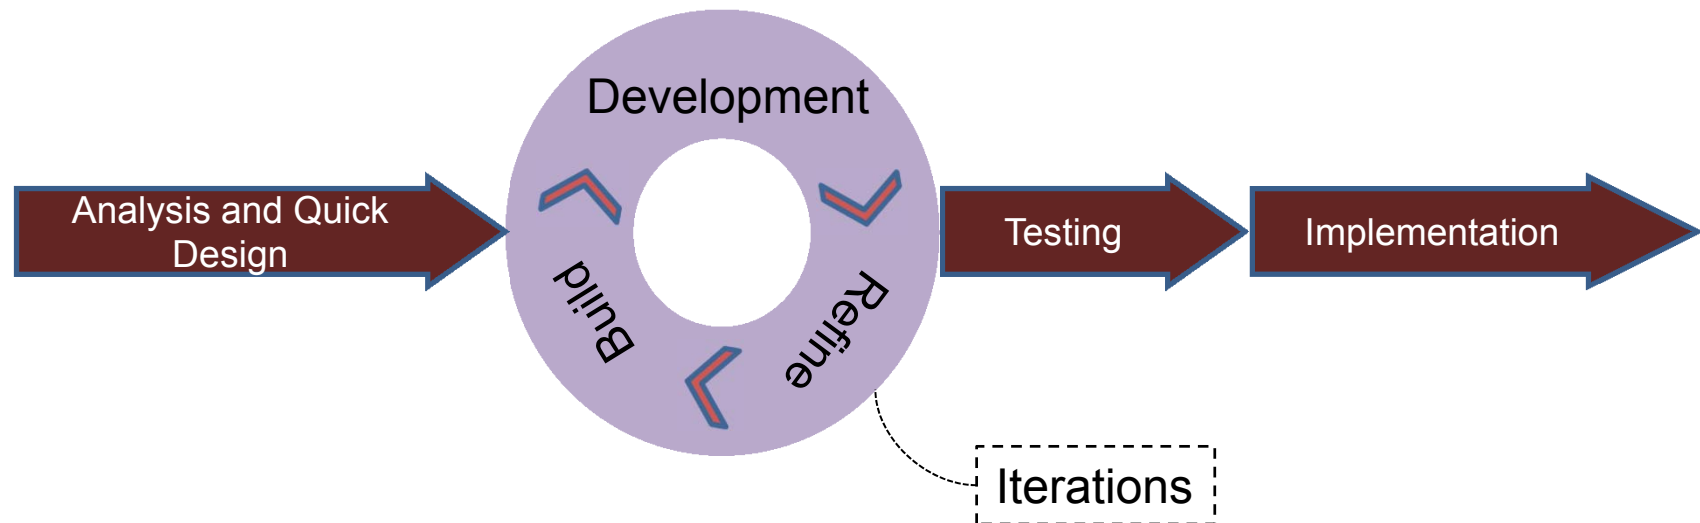 Development
Analysis and Quick
Design
Testing
Implementation
Build
Refine
Iterations